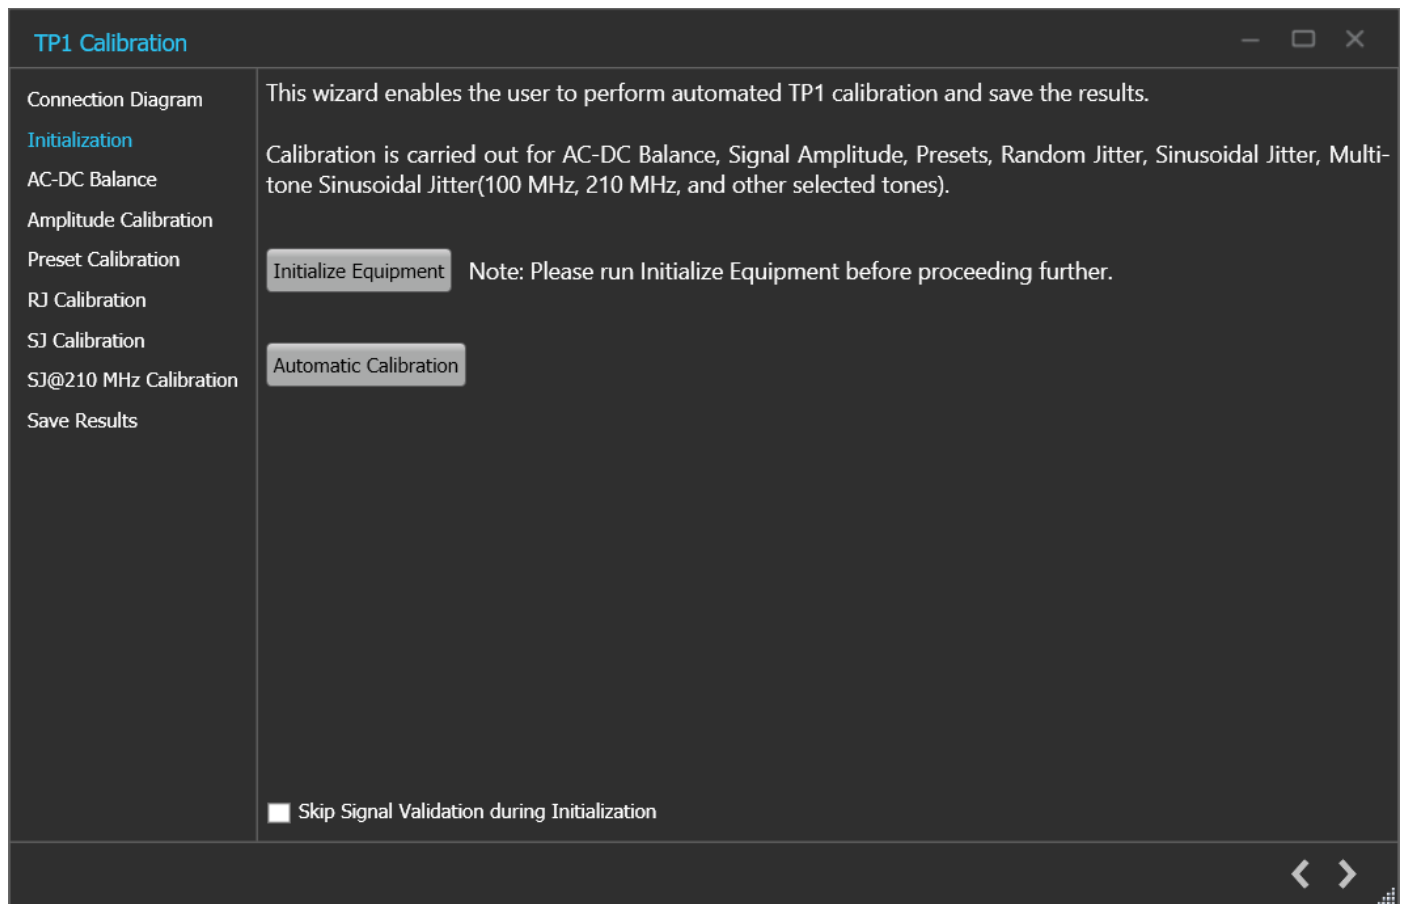 TP1 Calibration
Connection Diagram
Initialization
AC-DC Balance
Amplitude Calibration
Preset Calibration
RJ Calibration
SJ Calibration
SJ@210 MHz Calibration
Save Results
This wizard enables the user to perform automated TP1 calibration and save the results.
Calibration is carried out for AC-DC Balance, Signal Amplitude, Presets, Random Jitter, Sinusoidal Jitter, Multi-
tone Sinusoidal Jitter(100 MHz, 210 MHz, and other selected tones).
Initialize Equipment Note: Please run Initialize Equipment before proceeding further.
Automatic Calibration
Skip Signal Validation during Initialization